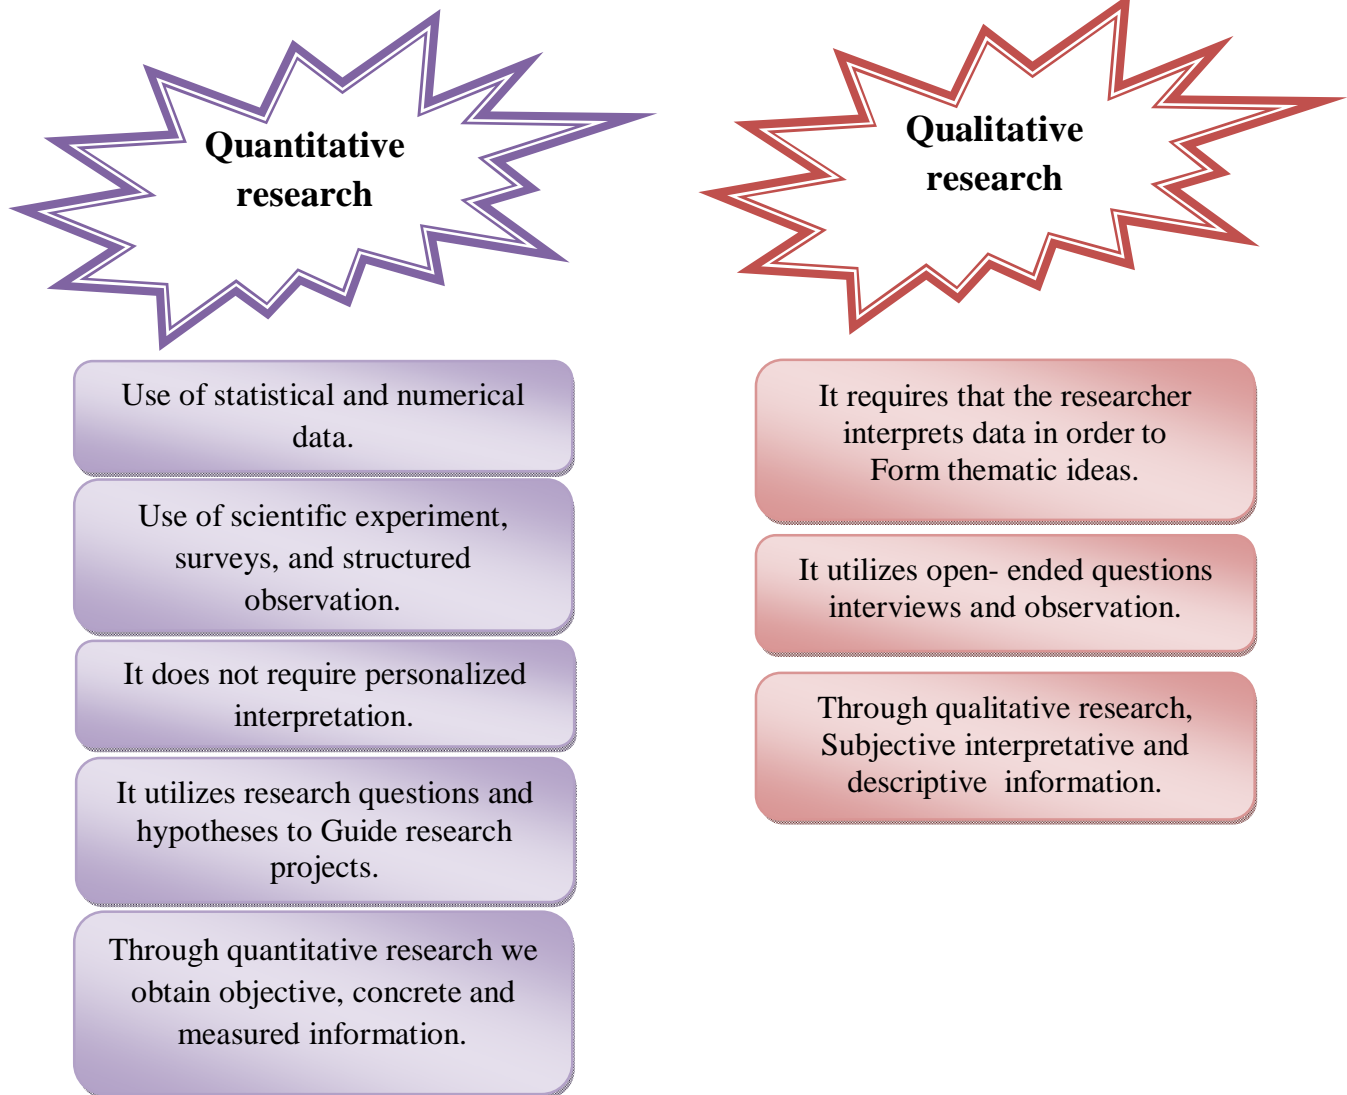 Quantitative
research
Use of statistical and numerical
data.
Use of scientific experiment,
surveys, and structured
observation.
It does not require personalized
interpretation.
It utilizes research questions and
hypotheses to Guide research
projects.
Through quantitative research we
obtain objective, concrete and
measured information.
Qualitative
research
It requires that the researcher
interprets data in order to
Form thematic ideas.
It utilizes open- ended questions
interviews and observation.
Through qualitative research,
Subjective interpretative and
descriptive  information.